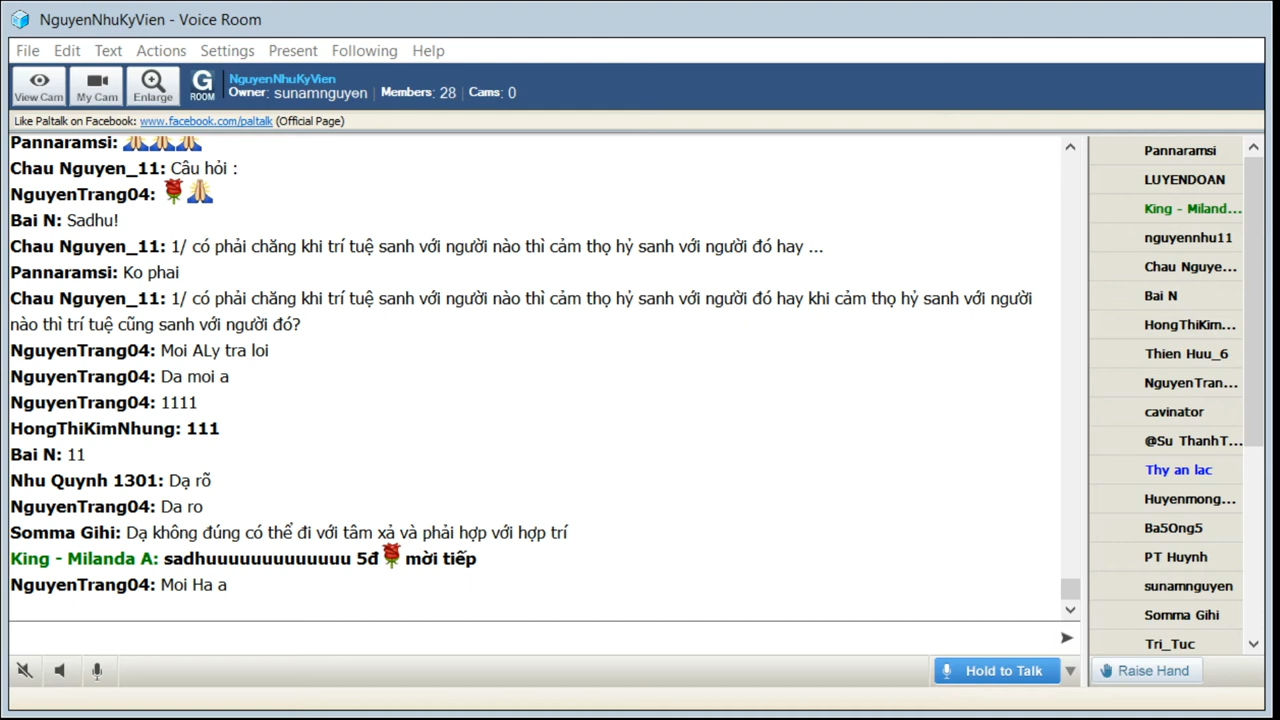 NguyenNhuKyVien - Voice Room
File Edit Text Actions Settings Present Following Help
View Cam My Cam Enlarge G ROOM
NguyenNhuKyVien
Owner: sunamnguyen | Members: 28 | Cams: 0
Like Paltalk on Facebook: www.facebook.com/paltalk (Official Page)
Pannaramsi:
Chau Nguyen_11: Câu hỏi :
NguyenTrang04:
Bai N: Sadhu!
Chau Nguyen_11: 1/ có phải chăng khi trí tuệ sanh với người nào thì cảm thọ hỷ sanh với người đó hay ...
Pannaramsi: Ko phai
Chau Nguyen_11: 1/ có phải chăng khi trí tuệ sanh với người nào thì cảm thọ hỷ sanh với người đó hay khi cảm thọ hỷ sanh với người
nào thì trí tuệ cũng sanh với người đó?
NguyenTrang04: Moi ALy tra loi
NguyenTrang04: Da moi a
NguyenTrang04: 1111
HongThiKimNhung: 111
Bai N: 11
Nhu Quynh 1301: Dạ rõ
NguyenTrang04: Da ro
Somma Gihi: Dạ không đúng có thể đi với tâm xả và phải hợp với hợp trí
King - Milanda A: sadhuuuuuuuuuuuuu 5đ mời tiếp
NguyenTrang04: Moi Ha a
Pannaramsi
LUYENDOAN
King - Miland...
nguyennhu11
Chau Nguye...
Bai N
HongThiKim...
Thien Huu_6
NguyenTran...
cavinator
@Su ThanhT...
Thy an lac
Huyenmong...
Ba5Ong5
PT Huynh
sunamnguyen
Somma Gihi
Tri_Tuc
Hold to Talk
Raise Hand